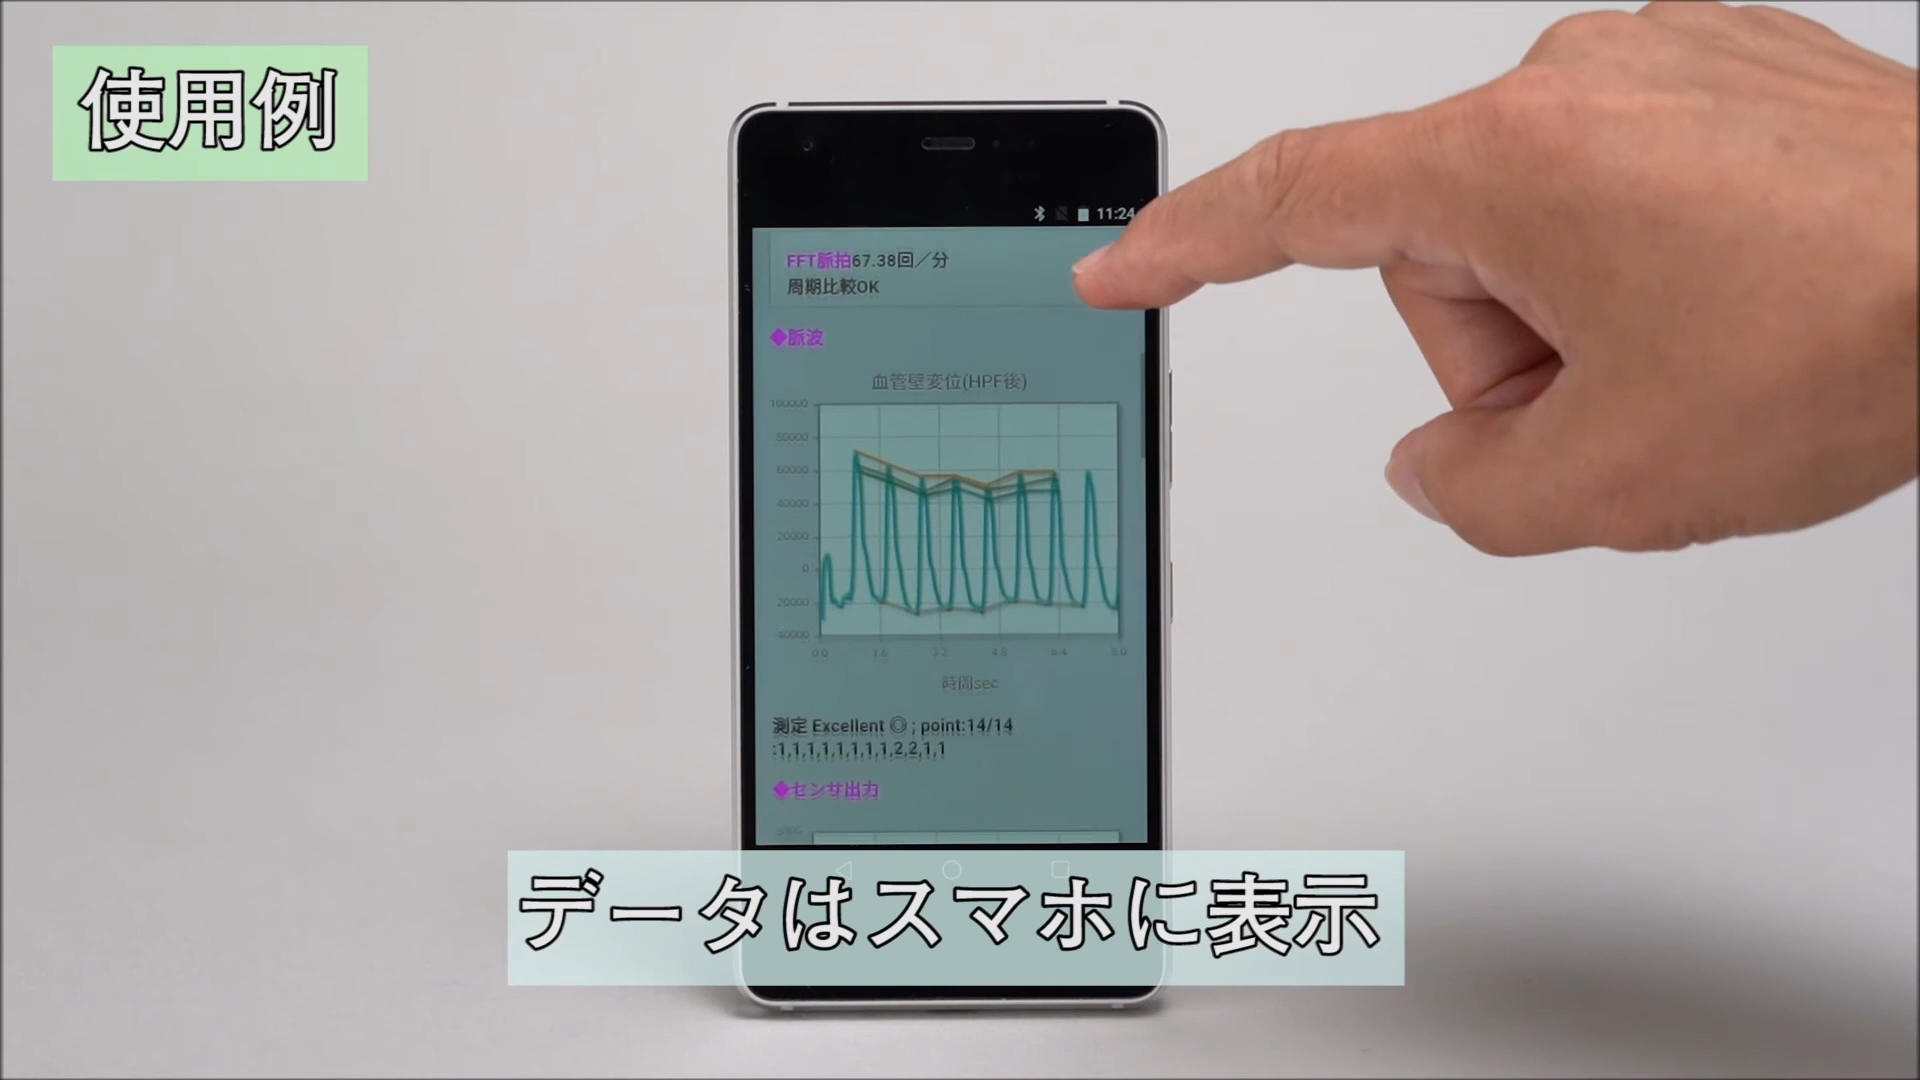 使用例
11:24
FFT脈拍67.38回／分
周期比較OK
◆脈波
血管壁変位(HPF後)
100000
80000
60000
40000
20000
0
20000
40000
0.0 1.6 3.2 4.8 6.4 8.0
時間sec
測定 Excellent ◎ ; point:14/14
:1,1,1,1,1,1,1,1,2,2,1,1
◆センサ出力
データはスマホに表示